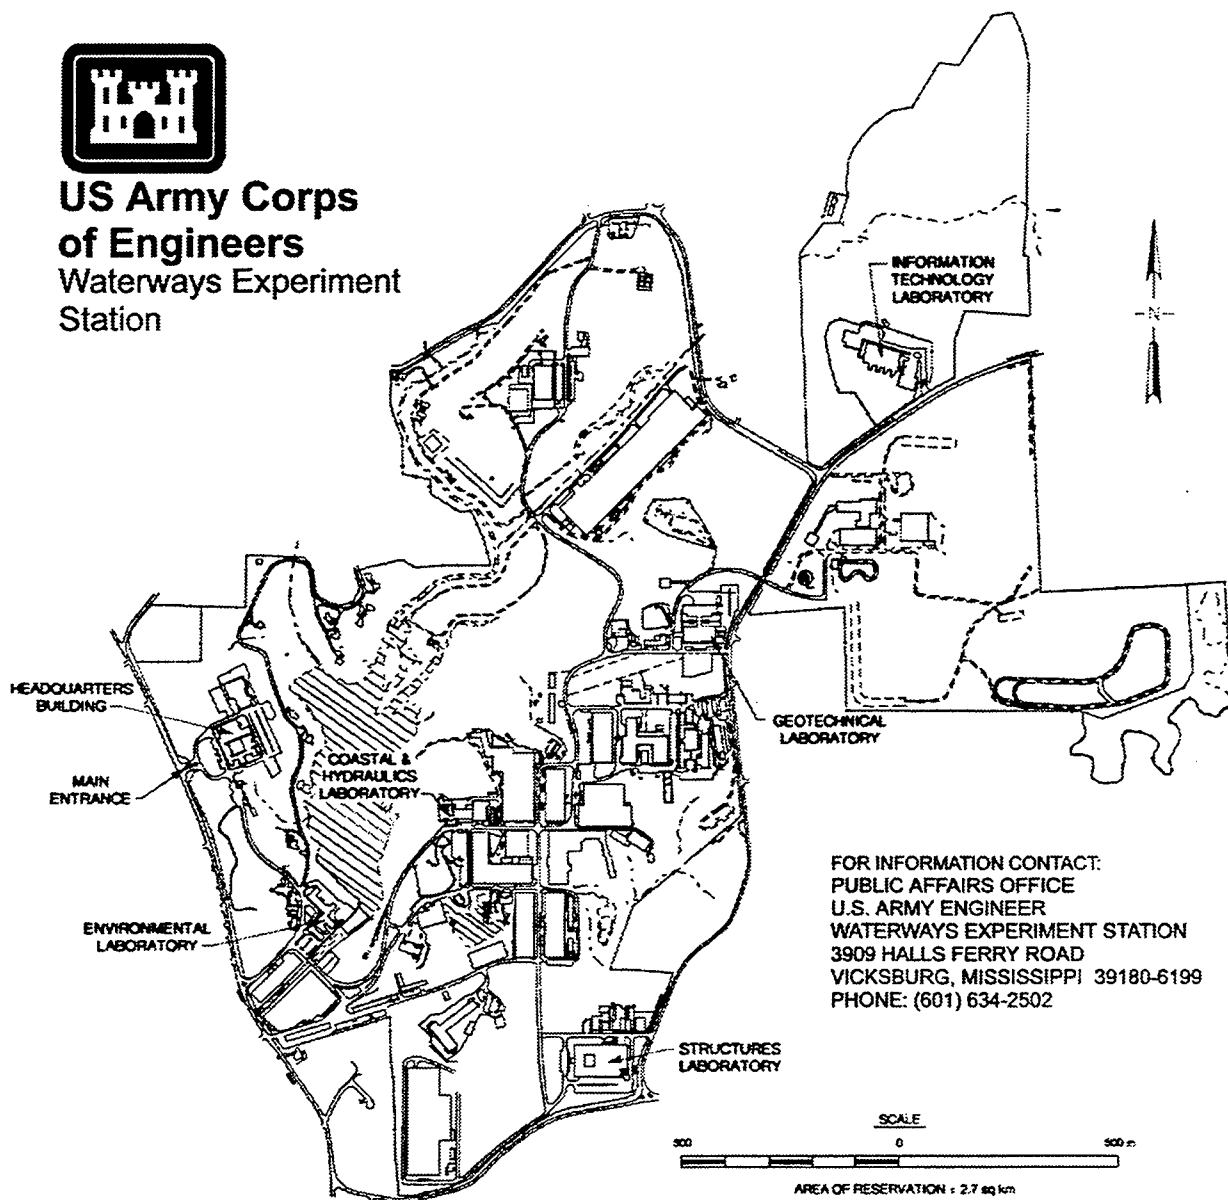 US Army Corps
of Engineers
Waterways Experiment
Station
INFORMATION
TECHNOLOGY
LABORATORY
N
HEADQUARTERS
BUILDING
MAIN
ENTRANCE
COASTAL &
HYDRAULICS
LABORATORY
GEOTECHNICAL
LABORATORY
ENVIRONMENTAL
LABORATORY
FOR INFORMATION CONTACT:
PUBLIC AFFAIRS OFFICE
U.S. ARMY ENGINEER
WATERWAYS EXPERIMENT STATION
3909 HALLS FERRY ROAD
VICKSBURG, MISSISSIPPI 39180-6199
PHONE: (601) 634-2502
STRUCTURES
LABORATORY
SCALE
500 0 500 m
AREA OF RESERVATION = 2.7 sq km